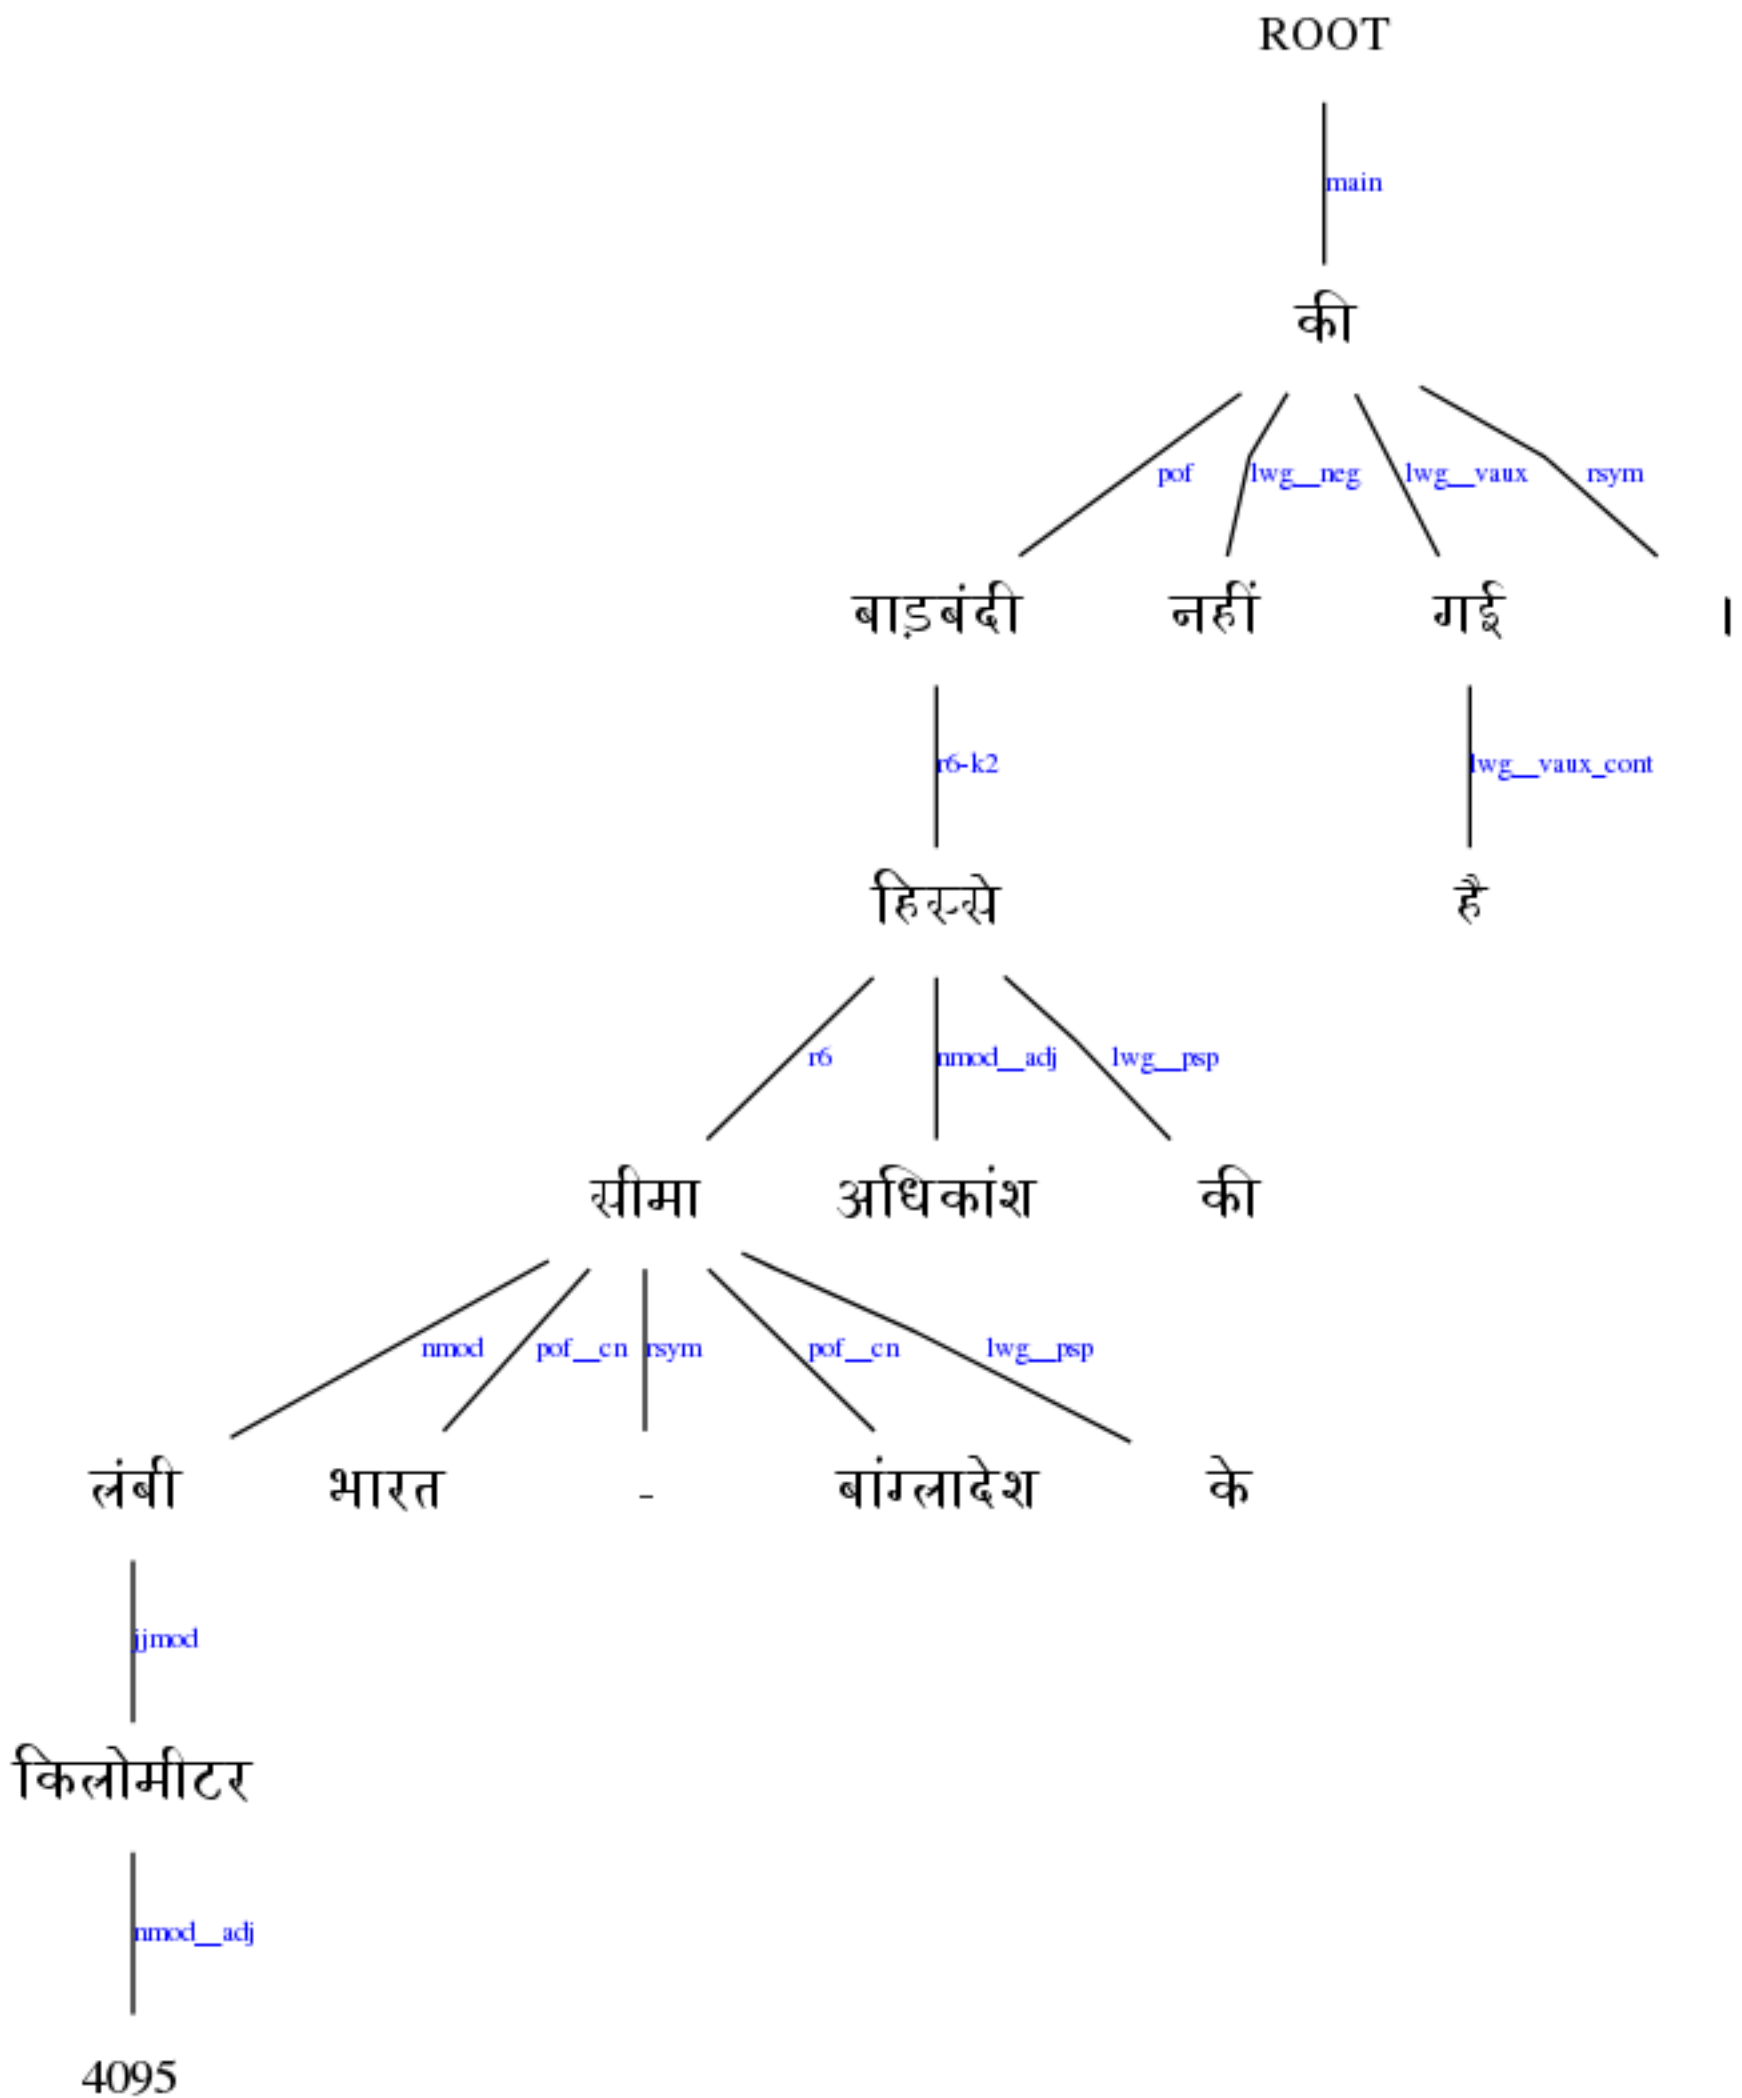 ROOT
main
की
pof lwg__neg lwg__vaux rsym
बाड़बंदी नहीं गई ।
r6-k2 lwg__vaux_cont
हिस्से है
r6 nmod__adj lwg__psp
सीमा अधिकांश की
nmod pof__cn rsym pof__cn lwg__psp
लंबी भारत - बांग्लादेश के
jjmod
किलोमीटर
nmod__adj
4095